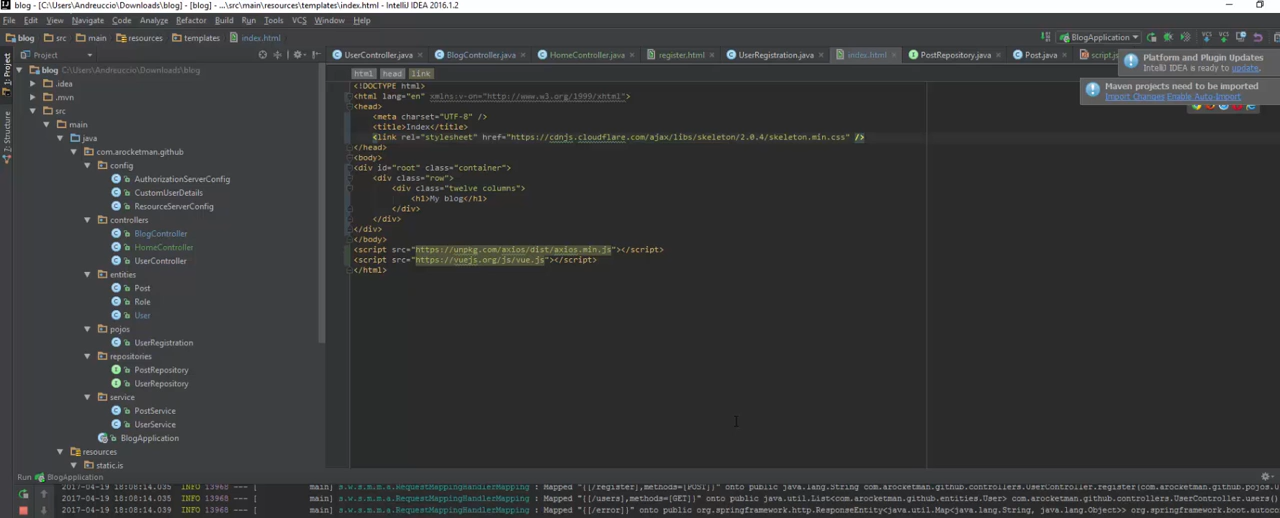 blog - [C:\Users\Andreuccio\Downloads\blog] - [blog] - ...\src\main\resources\templates\index.html - IntelliJ IDEA 2016.1.2
File Edit View Navigate Code Analyze Refactor Build Run Tools VCS Window Help
blog src main resources templates index.html
BlogApplication
1: Project
7: Structure
Project
UserController.java BlogController.java HomeController.java register.html UserRegistration.java index.html PostRepository.java Post.java script.js
Platform and Plugin Updates
IntelliJ IDEA is ready to update.
Maven projects need to be imported
Import Changes Enable Auto-Import
blog C:\Users\Andreuccio\Downloads\blog
.idea
.mvn
src
main
java
com.arocketman.github
config
AuthorizationServerConfig
CustomUserDetails
ResourceServerConfig
controllers
BlogController
HomeController
UserController
entities
Post
Role
User
pojos
UserRegistration
repositories
PostRepository
UserRepository
service
PostService
UserService
BlogApplication
resources
static.js
html head link
<!DOCTYPE html>
<html lang="en" xmlns:v-on="http://www.w3.org/1999/xhtml">
<head>
<meta charset="UTF-8" />
<title>Index</title>
<link rel="stylesheet" href="https://cdnjs.cloudflare.com/ajax/libs/skeleton/2.0.4/skeleton.min.css" />
</head>
<body>
<div id="root" class="container">
<div class="row">
<div class="twelve columns">
<h1>My blog</h1>
</div>
</div>
</div>
</body>
<script src="https://unpkg.com/axios/dist/axios.min.js"></script>
<script src="https://vuejs.org/js/vue.js"></script>
</html>
Run BlogApplication
2017-04-19 18:08:14.035 INFO 13968 --- [ main] s.w.s.m.m.a.RequestMappingHandlerMapping : Mapped "{[/register],methods=[POST]}" onto public java.lang.String com.arocketman.github.controllers.UserController.register(com.arocketman.github.pojos.
2017-04-19 18:08:14.035 INFO 13968 --- [ main] s.w.s.m.m.a.RequestMappingHandlerMapping : Mapped "{[/users],methods=[GET]}" onto public java.util.List<com.arocketman.github.entities.User> com.arocketman.github.controllers.UserController.users()
2017-04-19 18:08:14.038 INFO 13968 --- [ main] s.w.s.m.m.a.RequestMappingHandlerMapping : Mapped "{[/error]}" onto public org.springframework.http.ResponseEntity<java.util.Map<java.lang.String, java.lang.Object>> org.springframework.boot.autoco